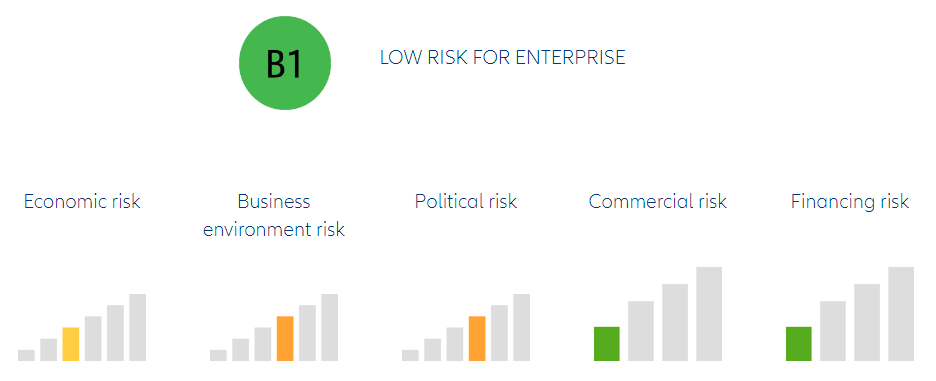 B1
LOW RISK FOR ENTERPRISE
Economic risk
Business
environment risk
Political risk
Commercial risk
Financing risk